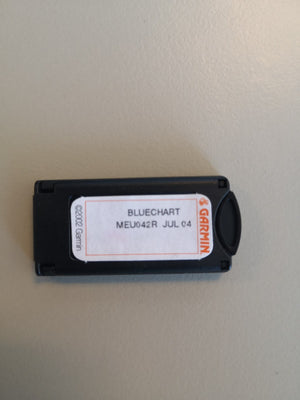 ©2002 Garmin
BLUECHART
MEU042R JUL 04
GARMIN